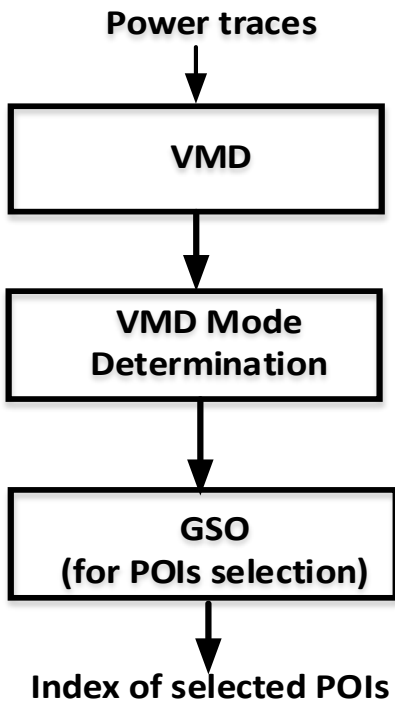 Power traces
VMD
VMD Mode
Determination
GSO
(for POIs selection)
Index of selected POIs